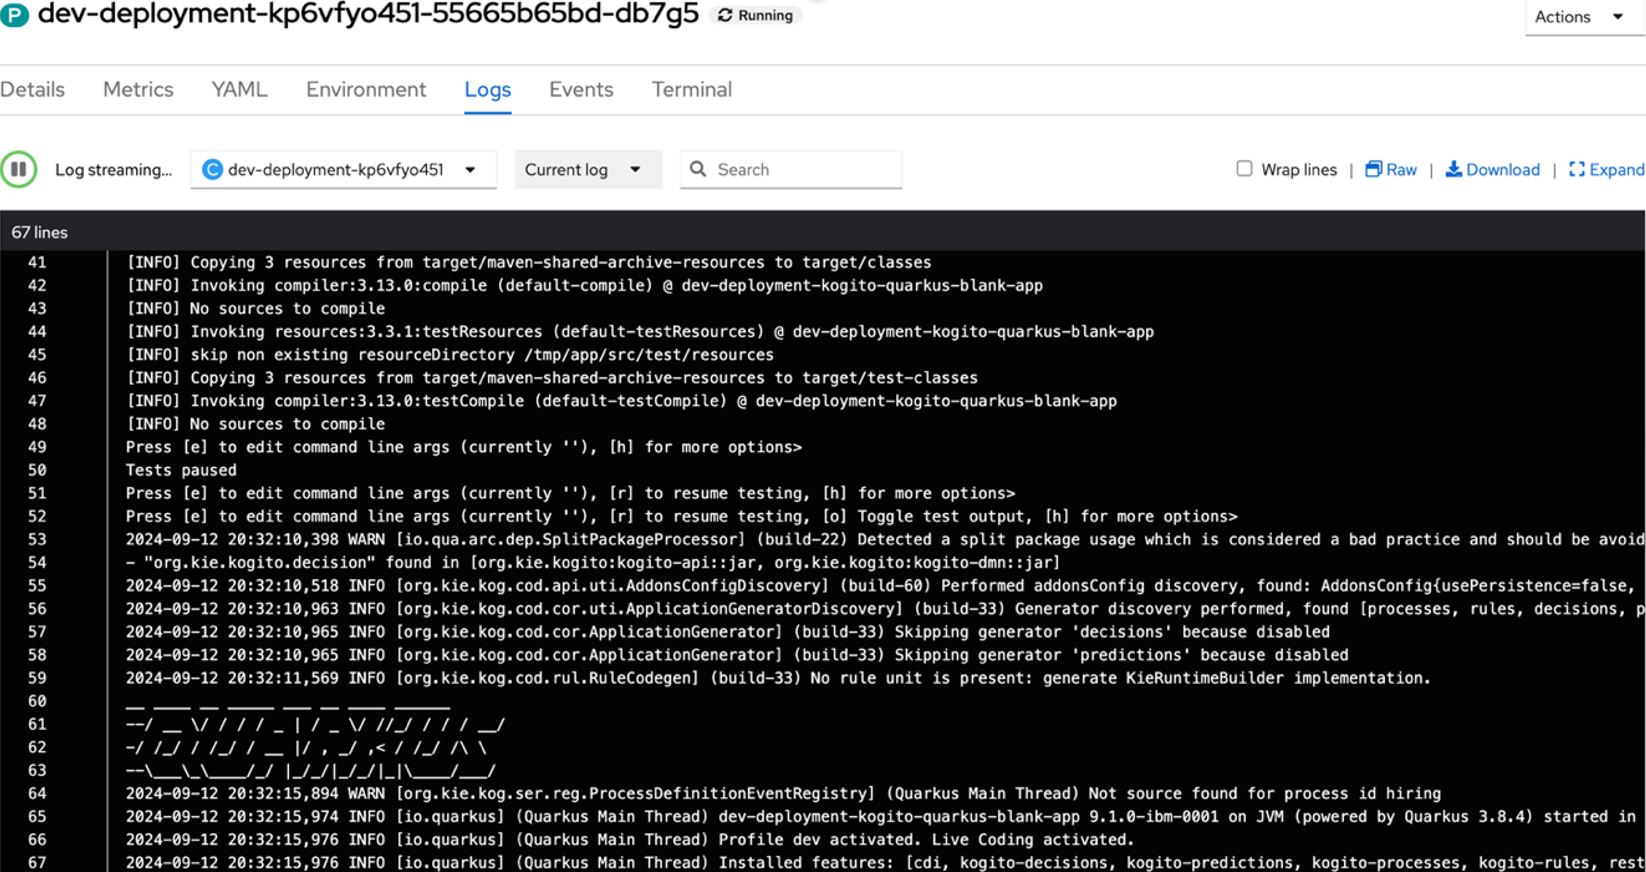 P dev-deployment-kp6vfyo451-55665b65bd-db7g5 Running Actions
Details Metrics YAML Environment Logs Events Terminal
Log streaming... C dev-deployment-kp6vfyo451 Current log Search Wrap lines | Raw | Download | Expand
67 lines
41 [INFO] Copying 3 resources from target/maven-shared-archive-resources to target/classes
42 [INFO] Invoking compiler:3.13.0:compile (default-compile) @ dev-deployment-kogito-quarkus-blank-app
43 [INFO] No sources to compile
44 [INFO] Invoking resources:3.3.1:testResources (default-testResources) @ dev-deployment-kogito-quarkus-blank-app
45 [INFO] skip non existing resourceDirectory /tmp/app/src/test/resources
46 [INFO] Copying 3 resources from target/maven-shared-archive-resources to target/test-classes
47 [INFO] Invoking compiler:3.13.0:testCompile (default-testCompile) @ dev-deployment-kogito-quarkus-blank-app
48 [INFO] No sources to compile
49 Press [e] to edit command line args (currently ''), [h] for more options>
50 Tests paused
51 Press [e] to edit command line args (currently ''), [r] to resume testing, [h] for more options>
52 Press [e] to edit command line args (currently ''), [r] to resume testing, [o] Toggle test output, [h] for more options>
53 2024-09-12 20:32:10,398 WARN [io.qua.arc.dep.SplitPackageProcessor] (build-22) Detected a split package usage which is considered a bad practice and should be avoid
54 - "org.kie.kogito.decision" found in [org.kie.kogito:kogito-api::jar, org.kie.kogito:kogito-dmn::jar]
55 2024-09-12 20:32:10,518 INFO [org.kie.kog.cod.api.uti.AddonsConfigDiscovery] (build-60) Performed addonsConfig discovery, found: AddonsConfig{usePersistence=false,
56 2024-09-12 20:32:10,963 INFO [org.kie.kog.cod.cor.uti.ApplicationGeneratorDiscovery] (build-33) Generator discovery performed, found [processes, rules, decisions, p
57 2024-09-12 20:32:10,965 INFO [org.kie.kog.cod.cor.ApplicationGenerator] (build-33) Skipping generator 'decisions' because disabled
58 2024-09-12 20:32:10,965 INFO [org.kie.kog.cod.cor.ApplicationGenerator] (build-33) Skipping generator 'predictions' because disabled
59 2024-09-12 20:32:11,569 INFO [org.kie.kog.cod.rul.RuleCodegen] (build-33) No rule unit is present: generate KieRuntimeBuilder implementation.
60 __ ____ __ _____ ___ __ ____ ______
61 --/ __ \/ / / / _ | / _ \/ //_/ / / / __/
62 -/ /_/ / /_/ / __ |/ , _/ ,< / /_/ /\ \
63 --\___\_\____/_/ |_/_/|_/_/|_|\____/___/
64 2024-09-12 20:32:15,894 WARN [org.kie.kog.ser.reg.ProcessDefinitionEventRegistry] (Quarkus Main Thread) Not source found for process id hiring
65 2024-09-12 20:32:15,974 INFO [io.quarkus] (Quarkus Main Thread) dev-deployment-kogito-quarkus-blank-app 9.1.0-ibm-0001 on JVM (powered by Quarkus 3.8.4) started in
66 2024-09-12 20:32:15,976 INFO [io.quarkus] (Quarkus Main Thread) Profile dev activated. Live Coding activated.
67 2024-09-12 20:32:15,976 INFO [io.quarkus] (Quarkus Main Thread) Installed features: [cdi, kogito-decisions, kogito-predictions, kogito-processes, kogito-rules, rest